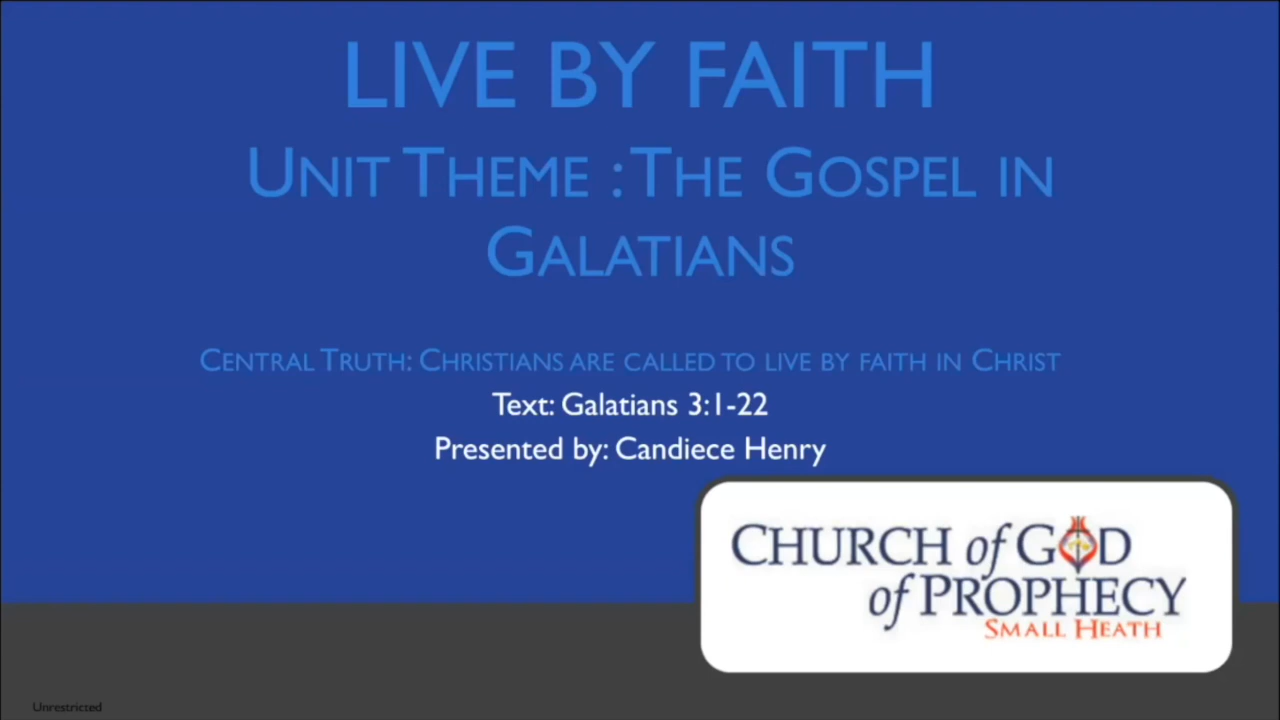 LIVE BY FAITH
UNIT THEME : THE GOSPEL IN
GALATIANS
CENTRAL TRUTH: CHRISTIANS ARE CALLED TO LIVE BY FAITH IN CHRIST
Text: Galatians 3:1-22
Presented by: Candiece Henry
CHURCH of GOD
of PROPHECY
SMALL HEATH
Unrestricted